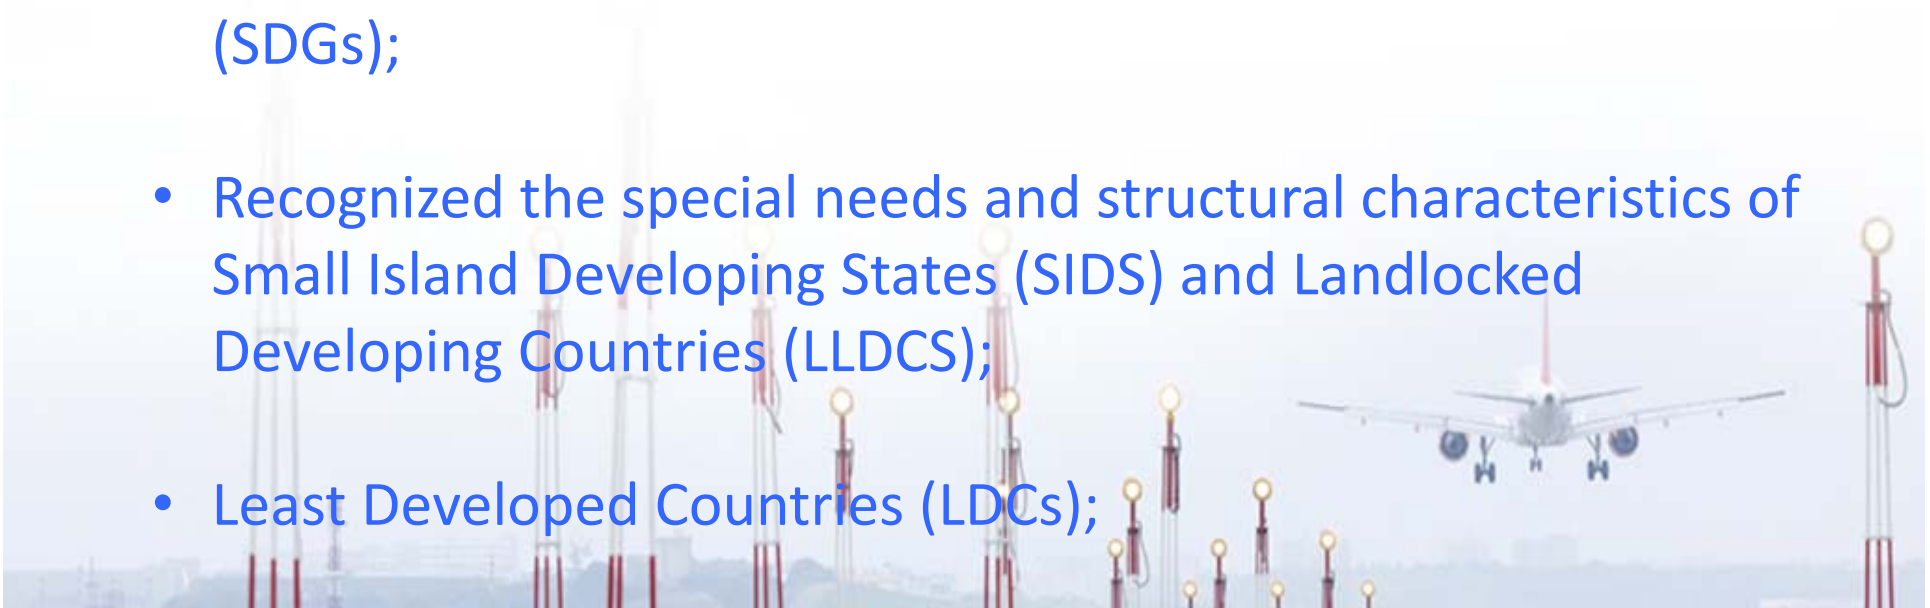 (SDGs);
• Recognized the special needs and structural characteristics of
Small Island Developing States (SIDS) and Landlocked
Developing Countries (LLDCS);
• Least Developed Countries (LDCs);